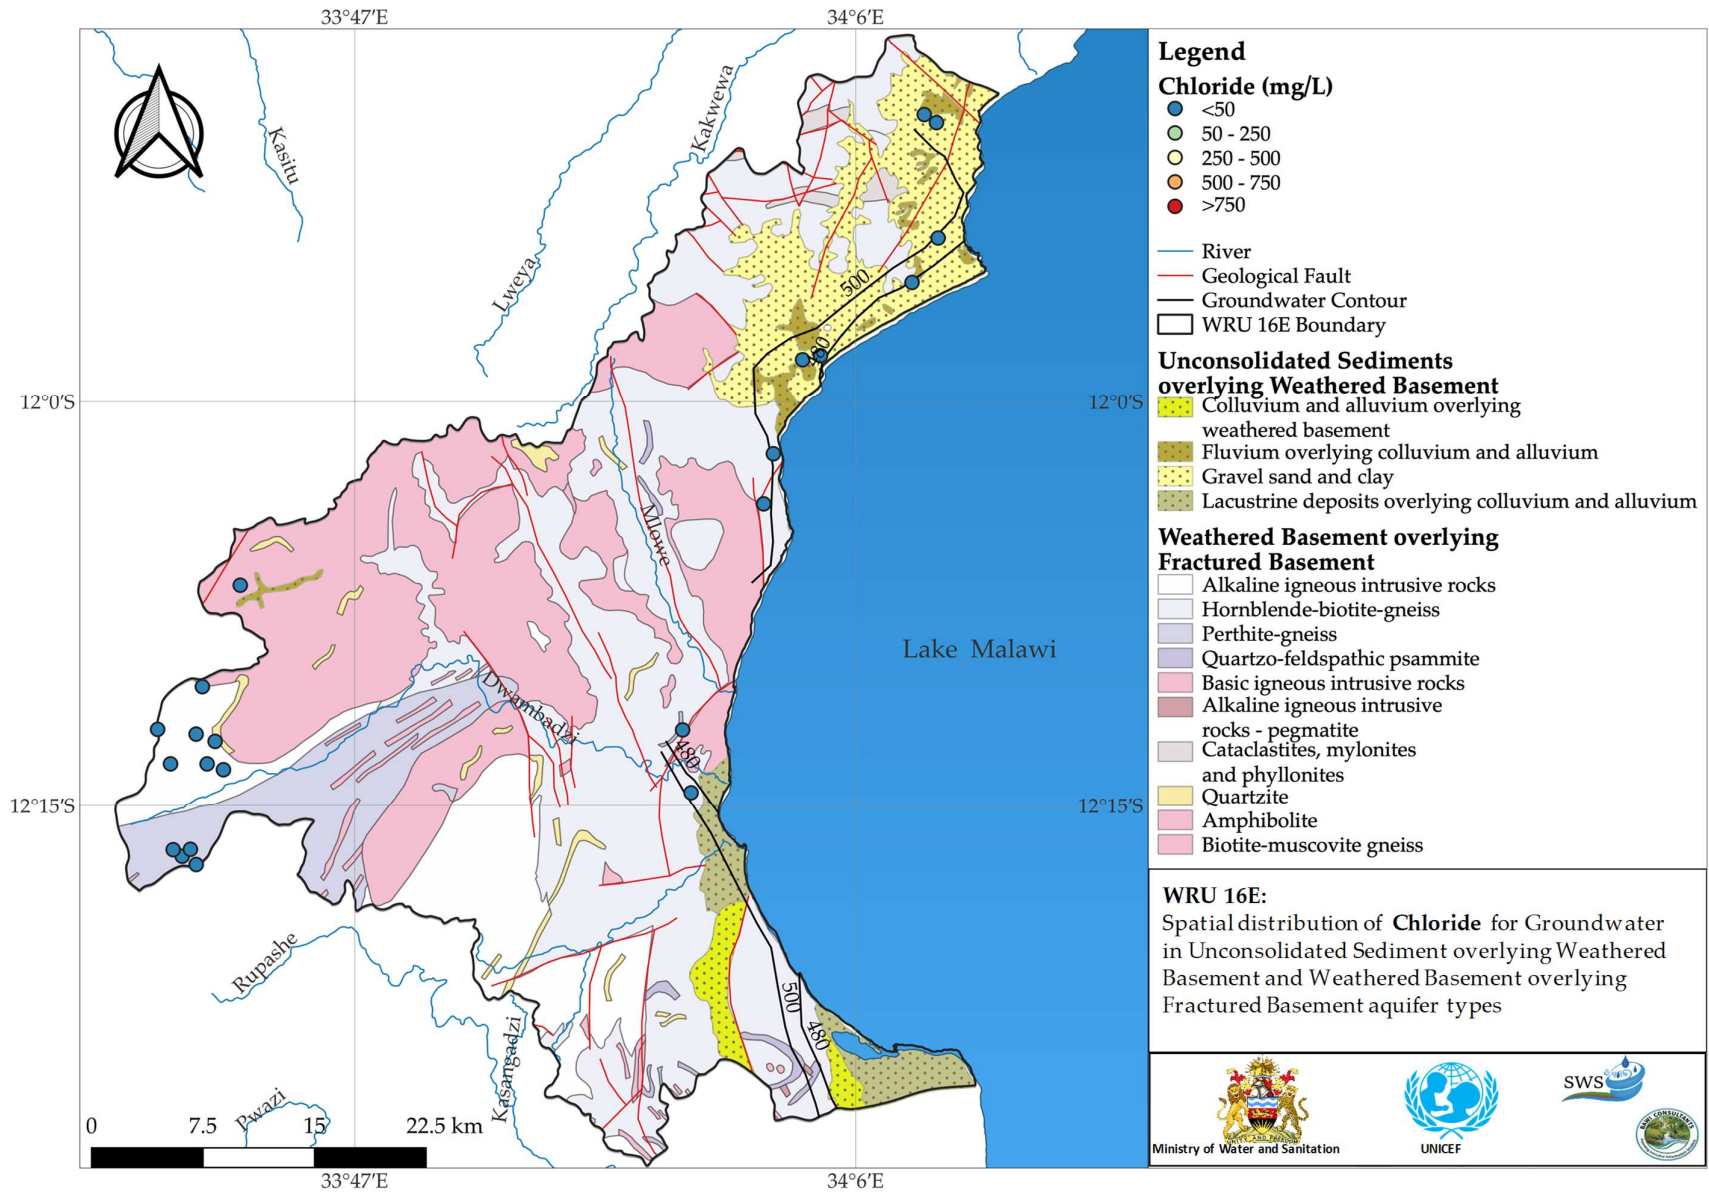 33°47′E
34°6′E
Kasitu
Kakwewa
Lweya
500
480
12°0′S
12°0′S
Mlowe
Lake Malawi
Dwambadzi
480
12°15′S
12°15′S
Rupashe
Kasangadzi
500
480
Pwazi
0 7.5 15 22.5 km
33°47′E
34°6′E
Legend
Chloride (mg/L)
<50
50 - 250
250 - 500
500 - 750
>750
River
Geological Fault
Groundwater Contour
WRU 16E Boundary
Unconsolidated Sediments
overlying Weathered Basement
Colluvium and alluvium overlying
weathered basement
Fluvium overlying colluvium and alluvium
Gravel sand and clay
Lacustrine deposits overlying colluvium and alluvium
Weathered Basement overlying
Fractured Basement
Alkaline igneous intrusive rocks
Hornblende-biotite-gneiss
Perthite-gneiss
Quartzo-feldspathic psammite
Basic igneous intrusive rocks
Alkaline igneous intrusive
rocks - pegmatite
Cataclastites, mylonites
and phyllonites
Quartzite
Amphibolite
Biotite-muscovite gneiss
WRU 16E:
Spatial distribution of Chloride for Groundwater
in Unconsolidated Sediment overlying Weathered
Basement and Weathered Basement overlying
Fractured Basement aquifer types
UNITY AND FREEDOM
Ministry of Water and Sanitation
UNICEF
SWS
BAWI CONSULTANTS